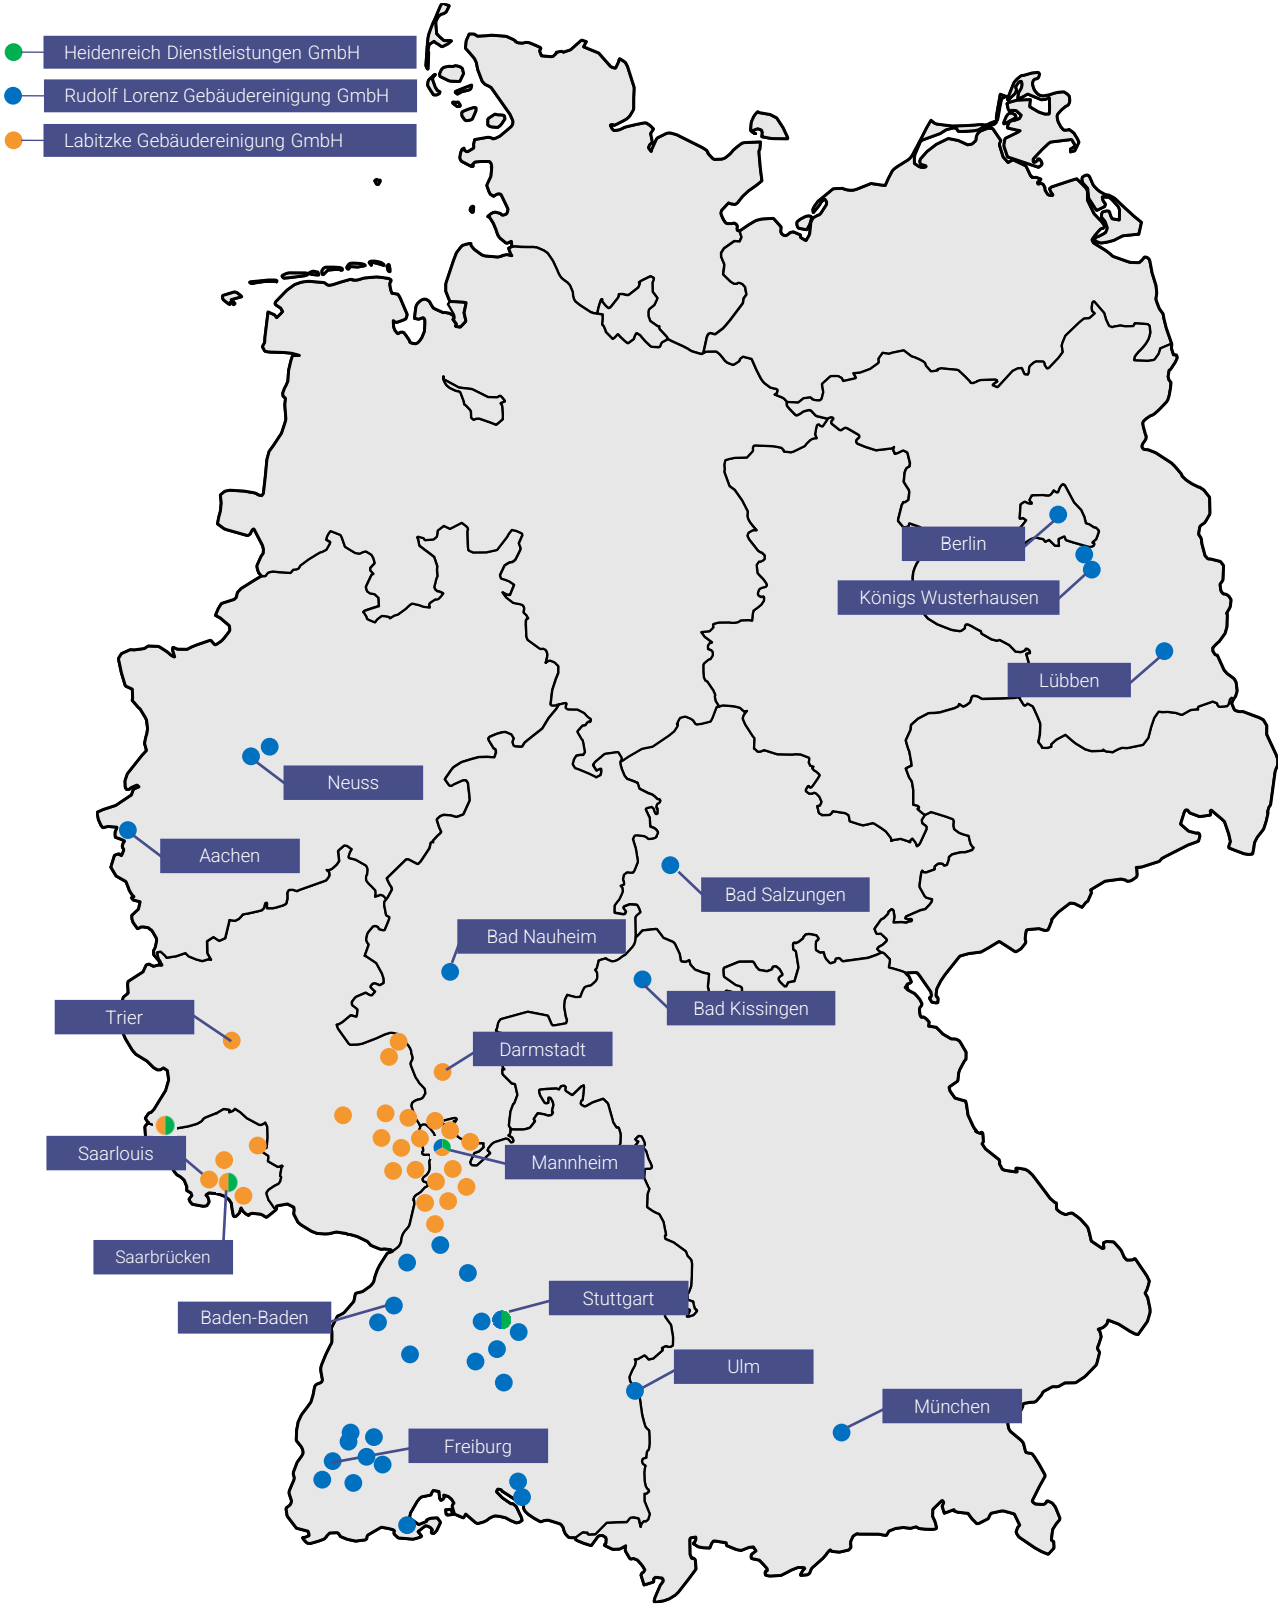 Heidenreich Dienstleistungen GmbH
Rudolf Lorenz Gebäudereinigung GmbH
Labitzke Gebäudereinigung GmbH
Berlin
Königs Wusterhausen
Lübben
Neuss
Aachen
Bad Salzungen
Bad Nauheim
Bad Kissingen
Trier
Darmstadt
Saarlouis
Mannheim
Saarbrücken
Stuttgart
Baden-Baden
Ulm
München
Freiburg